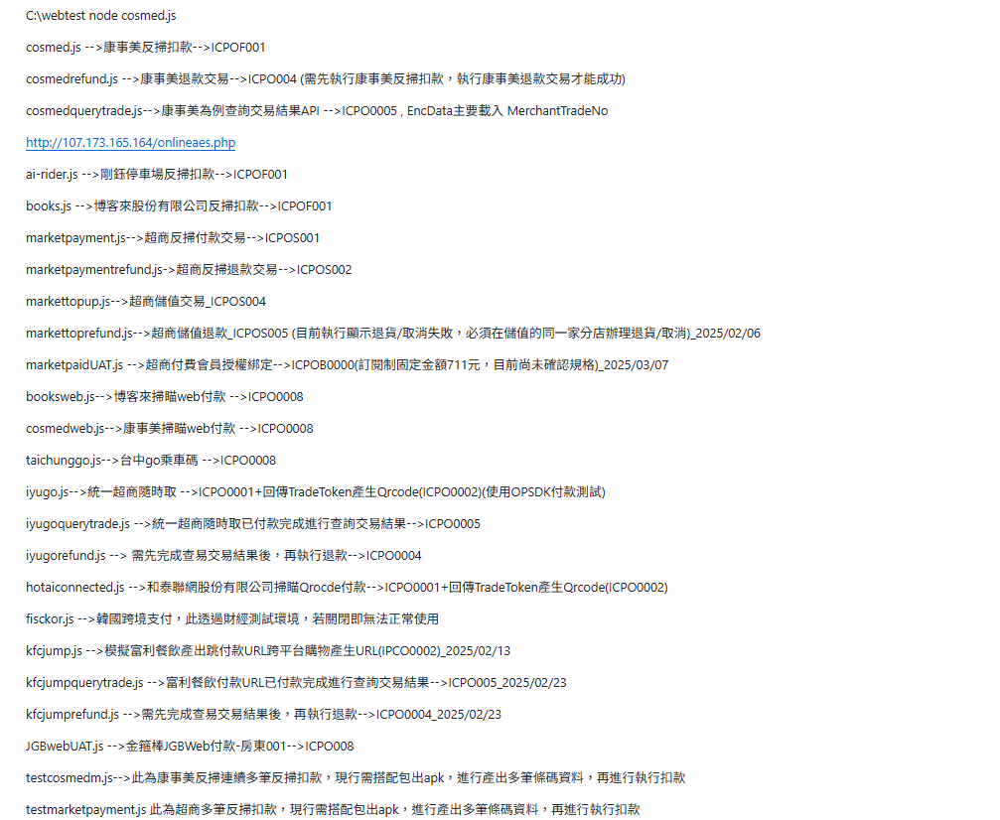 C:\webtest node cosmed.js
cosmed.js -->康事美反掃扣款-->ICPOF001
cosmedrefund.js -->康事美退款交易-->ICPO004 (需先執行康事美反掃扣款，執行康事美退款交易才能成功)
cosmedquerytrade.js-->康事美為例查詢交易結果API -->ICPO0005 , EncData主要載入 MerchantTradeNo
http://107.173.165.164/onlineaes.php
ai-rider.js -->剛鈺停車場反掃扣款-->ICPOF001
books.js -->博客來股份有限公司反掃扣款-->ICPOF001
marketpayment.js-->超商反掃付款交易-->ICPOS001
marketpaymentrefund.js->超商反掃退款交易-->ICPOS002
markettopup.js-->超商儲值交易_ICPOS004
markettoprefund.js-->超商儲值退款_ICPOS005 (目前執行顯示退貨/取消失敗，必須在儲值的同一家分店辦理退貨/取消)_2025/02/06
marketpaidUAT.js -->超商付費會員授權綁定-->ICPOB0000(訂閱制固定金額711元，目前尚未確認規格)_2025/03/07
booksweb.js-->博客來掃瞄web付款 -->ICPO0008
cosmedweb.js-->康事美掃瞄web付款 -->ICPO0008
taichunggo.js-->台中go乘車碼 -->ICPO0008
iyugo.js-->統一超商隨時取 -->ICPO0001+回傳TradeToken產生Qrcode(ICPO0002)(使用OPSDK付款測試)
iyugoquerytrade.js -->統一超商隨時取已付款完成進行查詢交易結果-->ICPO0005
iyugorefund.js --> 需先完成查易交易結果後，再執行退款-->ICPO0004
hotaiconnected.js -->和泰聯網股份有限公司掃瞄Qrocde付款-->ICPO0001+回傳TradeToken產生Qrcode(ICPO0002)
fisckor.js -->韓國跨境支付，此透過財經測試環境，若關閉即無法正常使用
kfcjump.js -->模擬富利餐飲產出跳付款URL跨平台購物產生URL(IPCO0002)_2025/02/13
kfcjumpquerytrade.js -->富利餐飲付款URL已付款完成進行查詢交易結果-->ICPO005_2025/02/23
kfcjumprefund.js -->需先完成查易交易結果後，再執行退款-->ICPO0004_2025/02/23
JGBwebUAT.js -->金箍棒JGBWeb付款-房東001-->ICPO008
testcosmedm.js-->此為康事美反掃連續多筆反掃扣款，現行需搭配包出apk，進行產出多筆條碼資料，再進行執行扣款
testmarketpayment.js 此為超商多筆反掃扣款，現行需搭配包出apk，進行產出多筆條碼資料，再進行執行扣款